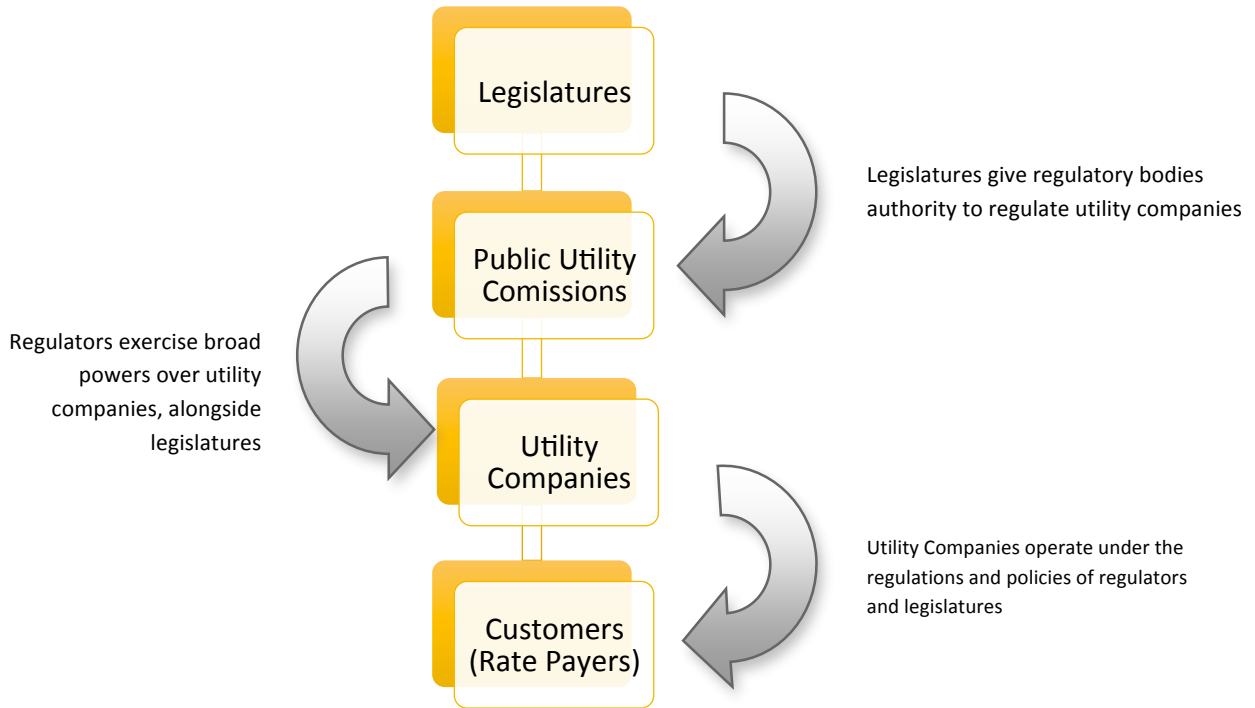 Legislatures
Legislatures give regulatory bodies
authority to regulate utility companies
Public Utility
Comissions
Regulators exercise broad
powers over utility
companies, alongside
legislatures
Utility
Companies
Utility Companies operate under the
regulations and policies of regulators
and legislatures
Customers
(Rate Payers)